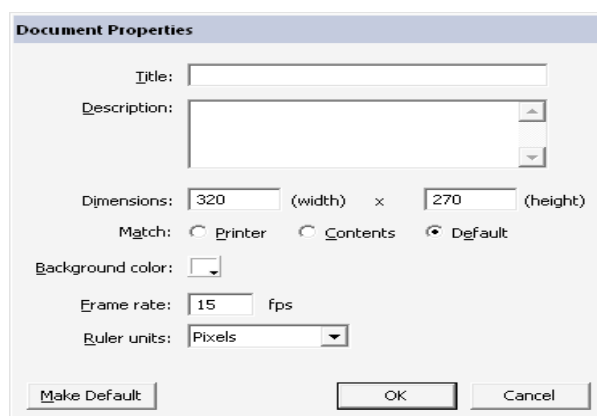 Document Properties
Title:
Description:
Dimensions: 320 (width) x 270 (height)
Match: Printer Contents Default
Background color:
Frame rate: 15 fps
Ruler units: Pixels
Make Default OK Cancel